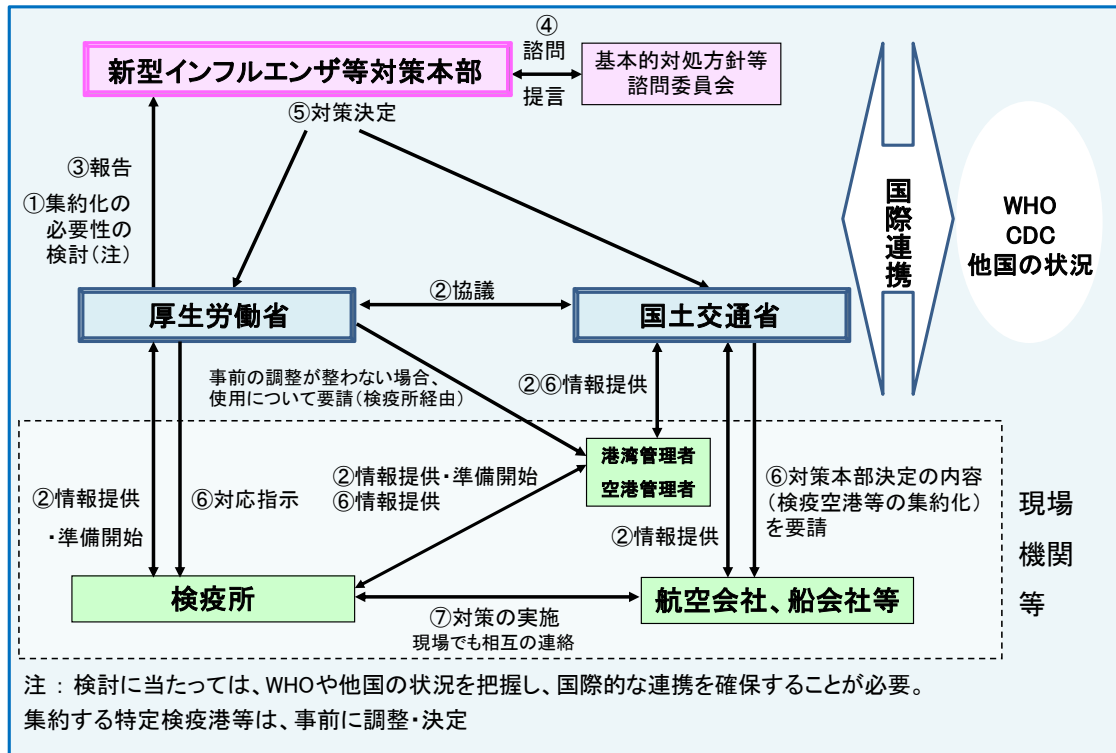 ④
諮問
新型インフルエンザ等対策本部
基本的対処方針等
諮問委員会
提言
⑤対策決定
③報告
①集約化の
必要性の
検討(注)
国際連携
WHO
CDC
他国の状況
②協議
厚生労働省
国土交通省
事前の調整が整わない場合、
使用について要請(検疫所経由)
②⑥情報提供
港湾管理者
空港管理者
②情報提供・準備開始
⑥情報提供
②情報提供
・準備開始
⑥対応指示
②情報提供
⑥対策本部決定の内容
(検疫空港等の集約化)
を要請
現場
機関
等
検疫所
航空会社、船会社等
⑦対策の実施
現場でも相互の連絡
注 : 検討に当たっては、WHOや他国の状況を把握し、国際的な連携を確保することが必要。
集約する特定検疫港等は、事前に調整・決定